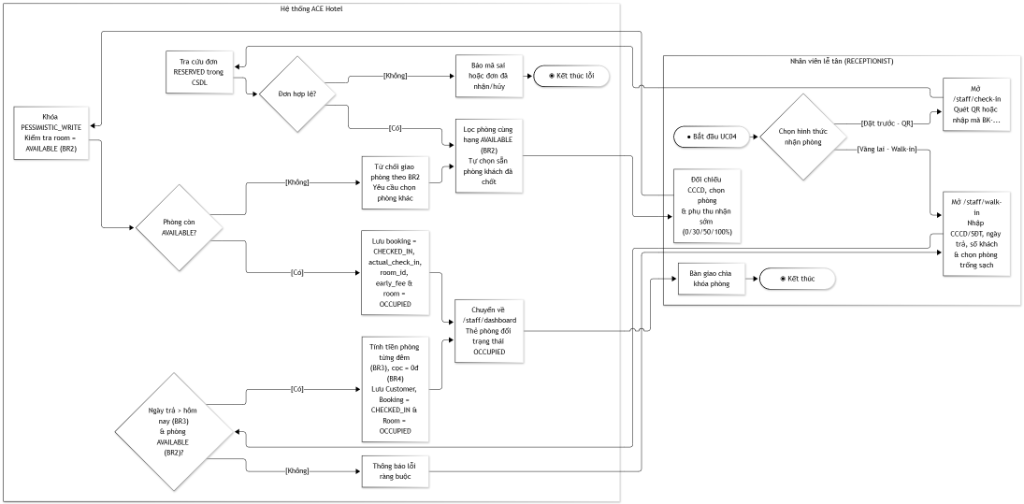 Hệ thống ACE Hotel
Tra cứu đơn
RESERVED trong
CSDL
Đơn hợp lệ?
[Không]
Báo mã sai
hoặc đơn đã
nhận/hủy
◉ Kết thúc lỗi
[Có]
Khóa
PESSIMISTIC_WRITE
Kiểm tra room =
AVAILABLE (BR2)
Lọc phòng cùng
hạng AVAILABLE
(BR2)
Tự chọn sẵn
phòng khách đã
chốt
[Không]
Từ chối giao
phòng theo BR2
Yêu cầu chọn
phòng khác
Phòng còn
AVAILABLE?
[Có]
Lưu booking =
CHECKED_IN,
actual_check_in,
room_id,
early_fee &
room =
OCCUPIED
Chuyển về
/staff/dashboard
Thẻ phòng đổi
trạng thái
OCCUPIED
Tính tiền phòng
từng đêm
(BR3), cọc = 0đ
(BR4)
Lưu Customer,
Booking =
CHECKED_IN &
Room =
OCCUPIED
[Có]
Ngày trả > hôm
nay (BR3)
& phòng
AVAILABLE
(BR2)?
[Không]
Thông báo lỗi
ràng buộc
Nhân viên lễ tân (RECEPTIONIST)
● Bắt đầu UC04
Chọn hình thức
nhận phòng
[Đặt trước - QR]
Mở
/staff/check-in
Quét QR hoặc
nhập mã BK-...
[Vãng lai - Walk-in]
Đối chiếu
CCCD, chọn
phòng
& phụ thu nhận
sớm
(0/30/50/100%)
Mở /staff/walk-
in
Nhập
CCCD/SĐT, ngày
trả, số khách
& chọn phòng
trống sạch
Bàn giao chìa
khóa phòng
◉ Kết thúc